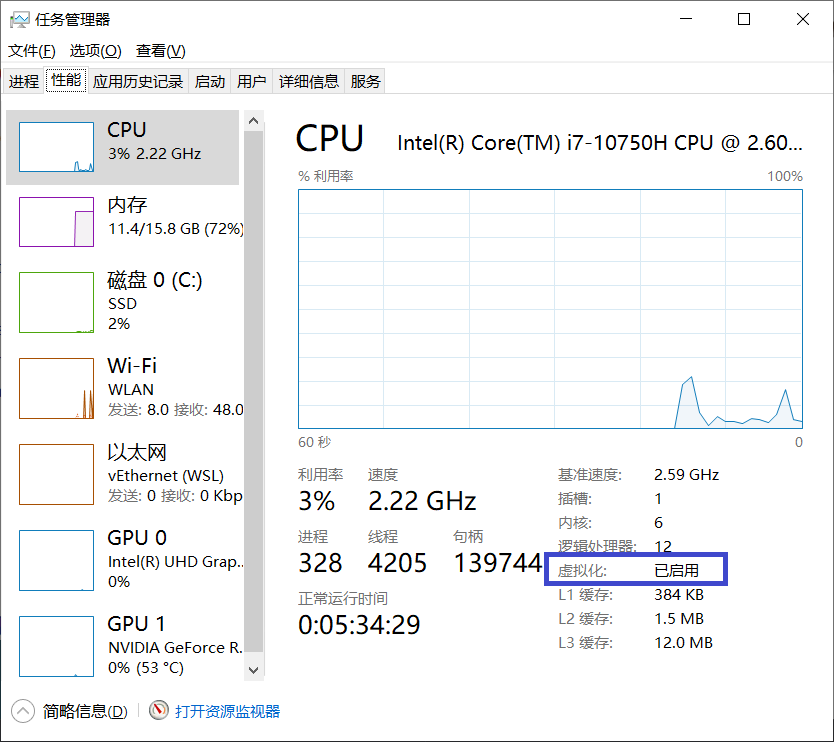 任务管理器
文件(F) 选项(O) 查看(V)
进程 性能 应用历史记录 启动 用户 详细信息 服务
CPU
3% 2.22 GHz
内存
11.4/15.8 GB (72%)
磁盘 0 (C:)
SSD
2%
Wi-Fi
WLAN
发送: 8.0 接收: 48.0
以太网
vEthernet (WSL)
发送: 0 接收: 0 Kbp
GPU 0
Intel(R) UHD Grap...
0%
GPU 1
NVIDIA GeForce R...
0% (53 °C)
CPU Intel(R) Core(TM) i7-10750H CPU @ 2.60...
% 利用率 100%
60 秒 0
利用率 速度
3% 2.22 GHz
进程 线程 句柄
328 4205 139744
正常运行时间
0:05:34:29
基准速度: 2.59 GHz
插槽: 1
内核: 6
逻辑处理器: 12
虚拟化: 已启用
L1 缓存: 384 KB
L2 缓存: 1.5 MB
L3 缓存: 12.0 MB
简略信息(D) 打开资源监视器